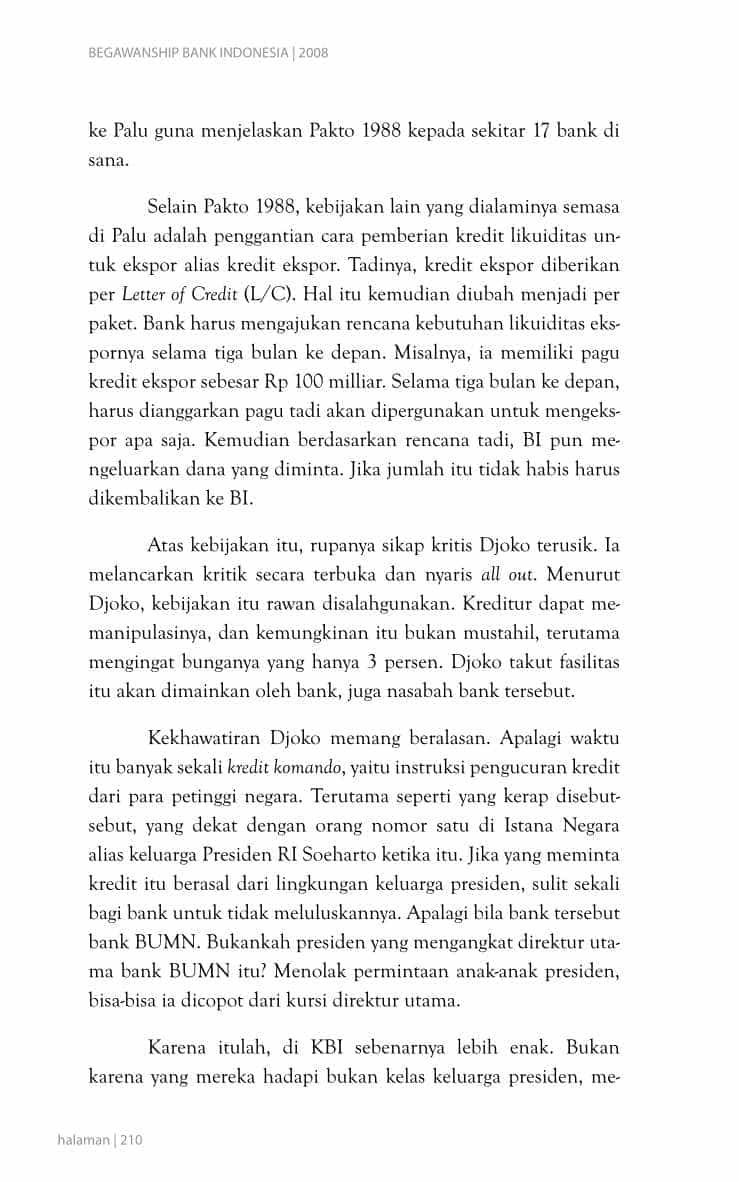 BEGAWANSHIP BANK INDONESIA | 2008
ke Palu guna menjelaskan Pakto 1988 kepada sekitar 17 bank di
sana.
Selain Pakto 1988, kebijakan lain yang dialaminya semasa
di Palu adalah penggantian cara pemberian kredit likuiditas un-
tuk ekspor alias kredit ekspor. Tadinya, kredit ekspor diberikan
per Letter of Credit (L/C). Hal itu kemudian diubah menjadi per
paket. Bank harus mengajukan rencana kebutuhan likuiditas eks-
pornya selama tiga bulan ke depan. Misalnya, ia memiliki pagu
kredit ekspor sebesar Rp 100 milliar. Selama tiga bulan ke depan,
harus dianggarkan pagu tadi akan dipergunakan untuk mengeks-
por apa saja. Kemudian berdasarkan rencana tadi, BI pun me-
ngeluarkan dana yang diminta. Jika jumlah itu tidak habis harus
dikembalikan ke BI.
Atas kebijakan itu, rupanya sikap kritis Djoko terusik. Ia
melancarkan kritik secara terbuka dan nyaris all out. Menurut
Djoko, kebijakan itu rawan disalahgunakan. Kreditur dapat me-
manipulasinya, dan kemungkinan itu bukan mustahil, terutama
mengingat bunganya yang hanya 3 persen. Djoko takut fasilitas
itu akan dimainkan oleh bank, juga nasabah bank tersebut.
Kekhawatiran Djoko memang beralasan. Apalagi waktu
itu banyak sekali kredit komando, yaitu instruksi pengucuran kredit
dari para petinggi negara. Terutama seperti yang kerap disebut-
sebut, yang dekat dengan orang nomor satu di Istana Negara
alias keluarga Presiden RI Soeharto ketika itu. Jika yang meminta
kredit itu berasal dari lingkungan keluarga presiden, sulit sekali
bagi bank untuk tidak meluluskannya. Apalagi bila bank tersebut
bank BUMN. Bukankah presiden yang mengangkat direktur uta-
ma bank BUMN itu? Menolak permintaan anak-anak presiden,
bisa-bisa ia dicopot dari kursi direktur utama.
Karena itulah, di KBI sebenarnya lebih enak. Bukan
karena yang mereka hadapi bukan kelas keluarga presiden, me-
halaman | 210